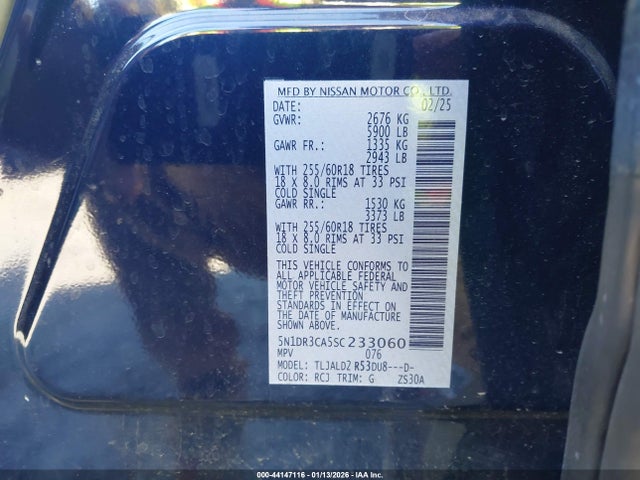 MFD BY NISSAN MOTOR CO., LTD.
DATE: 02/25
GVWR: 2676 KG
5900 LB
GAWR FR.: 1335 KG
2943 LB
WITH 255/60R18 TIRES
18 X 8.0 RIMS AT 33 PSI
COLD SINGLE
GAWR RR.: 1530 KG
3373 LB
WITH 255/60R18 TIRES
18 X 8.0 RIMS AT 33 PSI
COLD SINGLE
THIS VEHICLE CONFORMS TO
ALL APPLICABLE FEDERAL
MOTOR VEHICLE SAFETY AND
THEFT PREVENTION
STANDARDS IN EFFECT ON
THE DATE OF MANUFACTURE
SHOWN ABOVE.
5N1DR3CA5SC233060
MPV 076
MODEL: TLJALD2 R53DU8---D-
COLOR: RCJ TRIM: G ZS30A
000-44147116 - 01/13/2026 - IAA Inc.